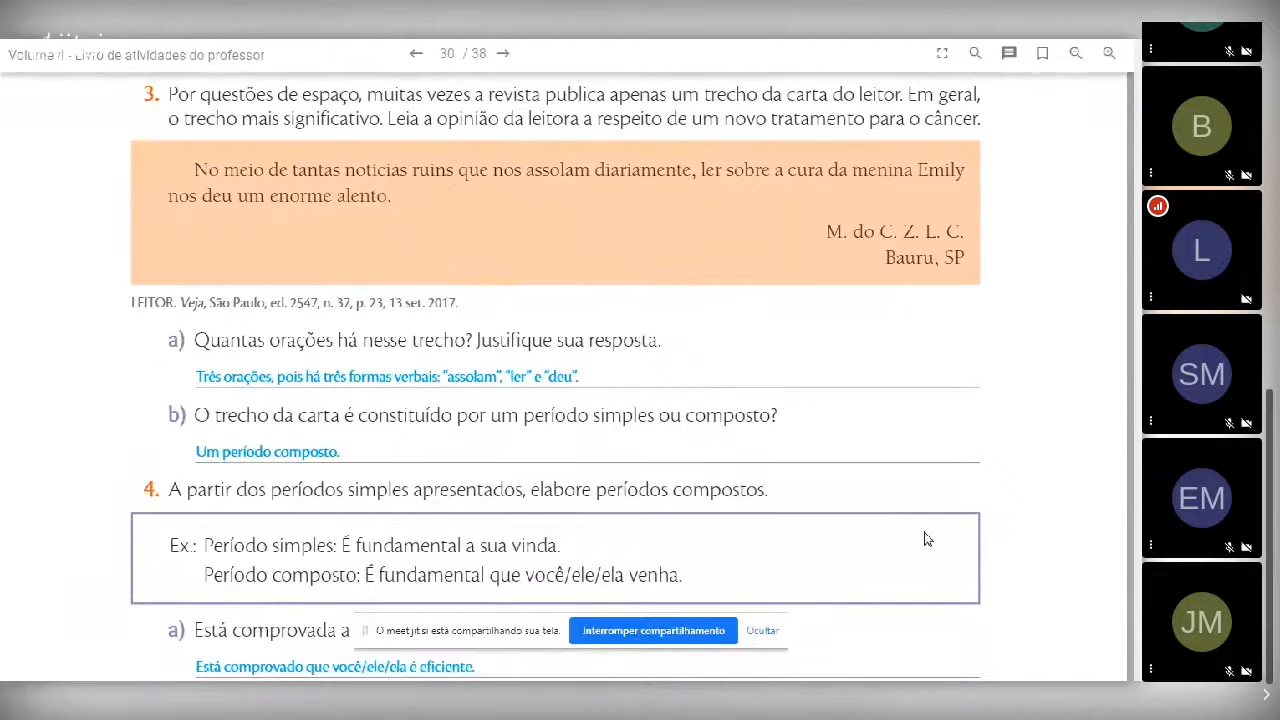 Volume 4 - Livro de atividades do professor
30 / 38
3. Por questões de espaço, muitas vezes a revista publica apenas um trecho da carta do leitor. Em geral,
o trecho mais significativo. Leia a opinião da leitora a respeito de um novo tratamento para o câncer.
No meio de tantas notícias ruins que nos assolam diariamente, ler sobre a cura da menina Emily
nos deu um enorme alento.
M. do C. Z. L. C.
Bauru, SP
LEITOR. Veja, São Paulo, ed. 2547, n. 37, p. 23, 13 set. 2017.
a) Quantas orações há nesse trecho? Justifique sua resposta.
Três orações, pois há três formas verbais: "assolam", "ler" e "deu".
b) O trecho da carta é constituído por um período simples ou composto?
Um período composto.
4. A partir dos períodos simples apresentados, elabore períodos compostos.
Ex.: Período simples: É fundamental a sua vinda.
Período composto: É fundamental que você/ele/ela venha.
a) Está comprovada a
O meet.jit.si está compartilhando sua tela.
Interromper compartilhamento
Ocultar
Está comprovado que você/ele/ela é eficiente.
B
L
SM
EM
JM